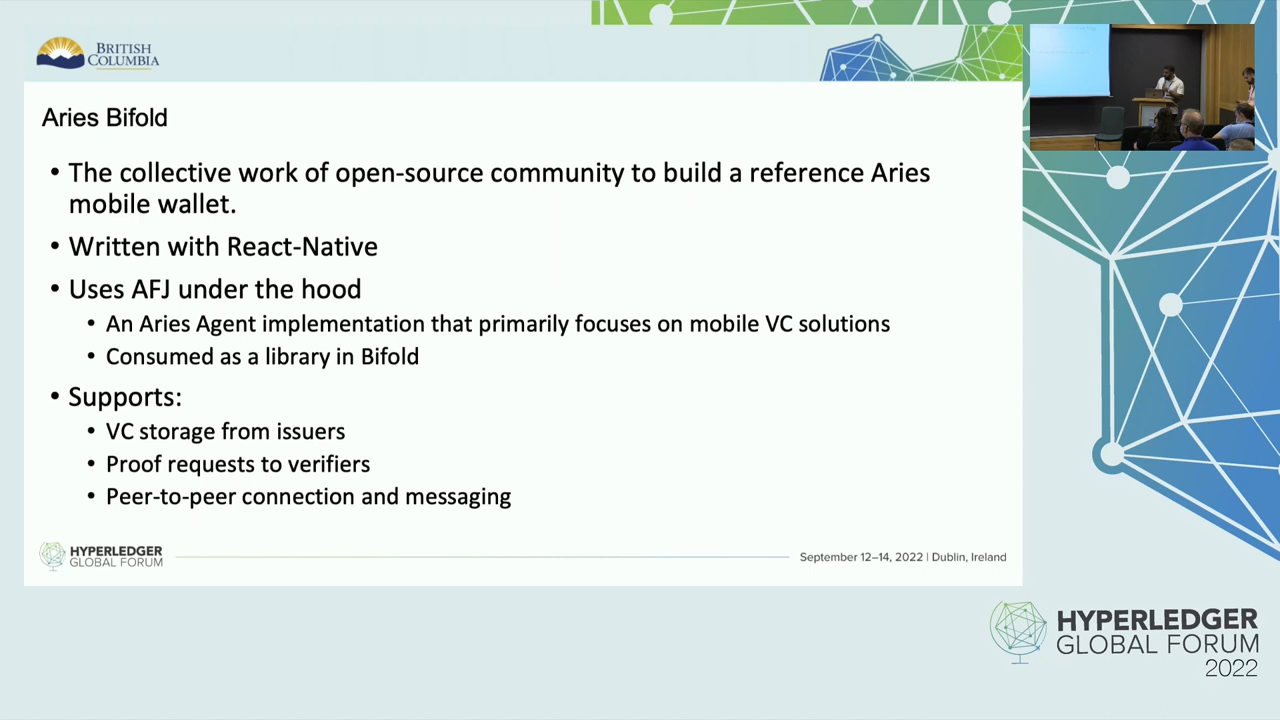 BRITISH
COLUMBIA
Aries Bifold
• The collective work of open-source community to build a reference Aries
mobile wallet.
• Written with React-Native
• Uses AFJ under the hood
• An Aries Agent implementation that primarily focuses on mobile VC solutions
• Consumed as a library in Bifold
• Supports:
• VC storage from issuers
• Proof requests to verifiers
• Peer-to-peer connection and messaging
HYPERLEDGER
GLOBAL FORUM
September 12–14, 2022 | Dublin, Ireland
HYPERLEDGER
GLOBAL FORUM
2022